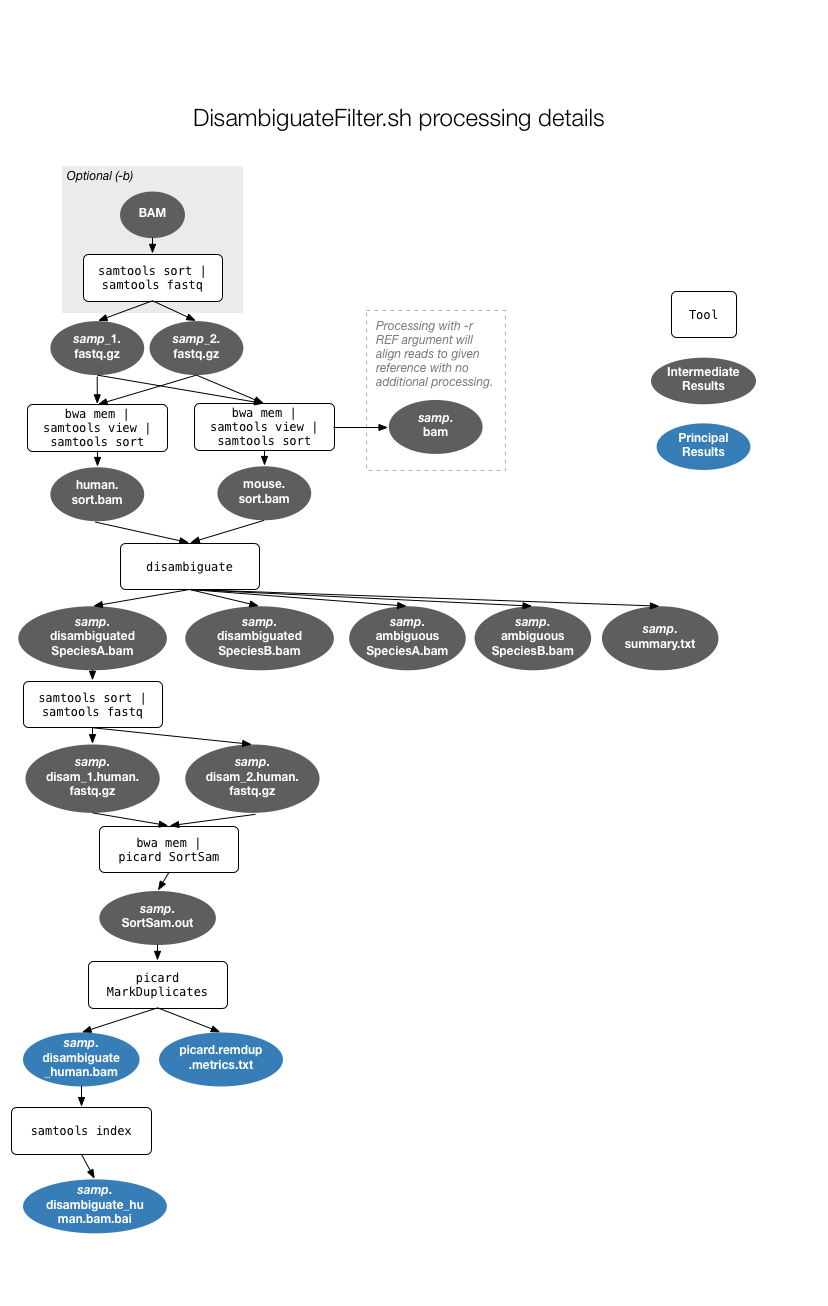 DisambiguateFilter.sh processing details
Optional (-b)
BAM
samtools sort |
samtools fastq
samp_1.
fastq.gz
samp_2.
fastq.gz
Processing with -r
REF argument will
align reads to given
reference with no
additional processing.
samp.
bam
Tool
Intermediate
Results
Principal
Results
bwa mem |
samtools view |
samtools sort
bwa mem |
samtools view |
samtools sort
human.
sort.bam
mouse.
sort.bam
disambiguate
samp.
disambiguated
SpeciesA.bam
samp.
disambiguated
SpeciesB.bam
samp.
ambiguous
SpeciesA.bam
samp.
ambiguous
SpeciesB.bam
samp.
summary.txt
samtools sort |
samtools fastq
samp.
disam_1.human.
fastq.gz
samp.
disam_2.human.
fastq.gz
bwa mem |
picard SortSam
samp.
SortSam.out
picard
MarkDuplicates
samp.
disambiguate
_human.bam
picard.remdup
.metrics.txt
samtools index
samp.
disambiguate_hu
man.bam.bai